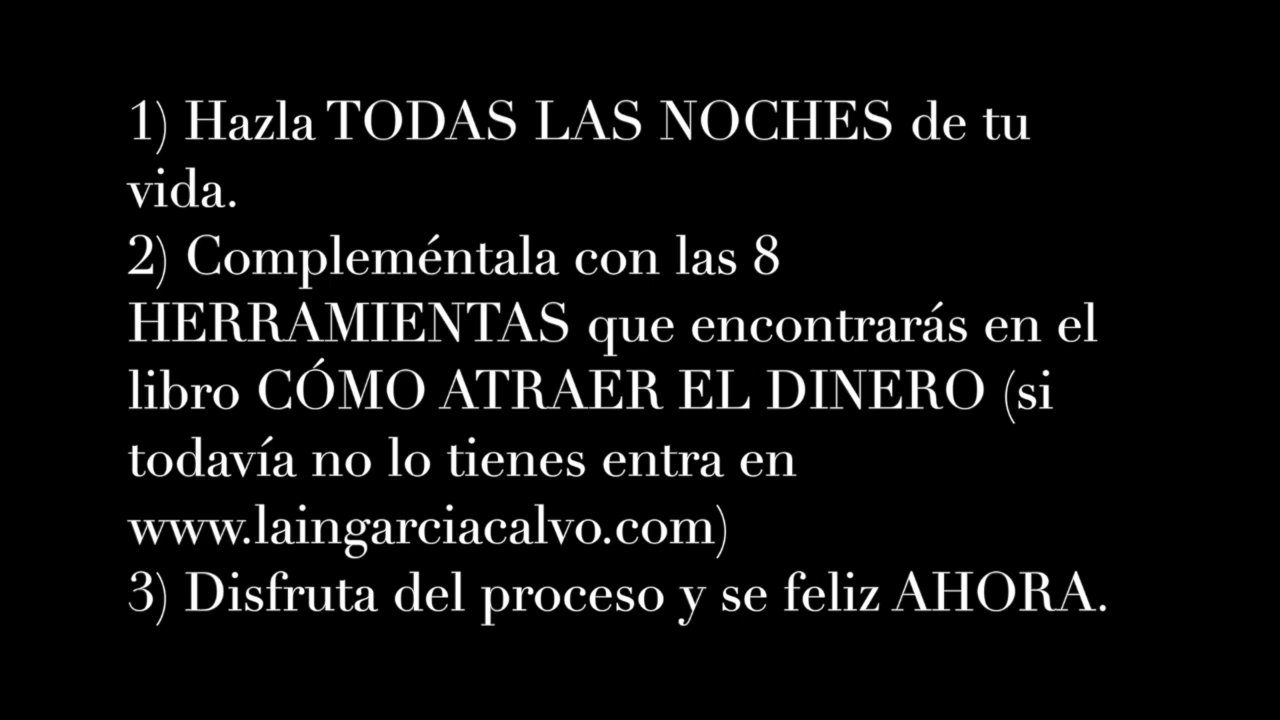 1) Hazla TODAS LAS NOCHES de tu
vida.
2) Compleméntala con las 8
HERRAMIENTAS que encontrarás en el
libro CÓMO ATRAER EL DINERO (si
todavía no lo tienes entra en
www.laingarciacalvo.com)
3) Disfruta del proceso y se feliz AHORA.